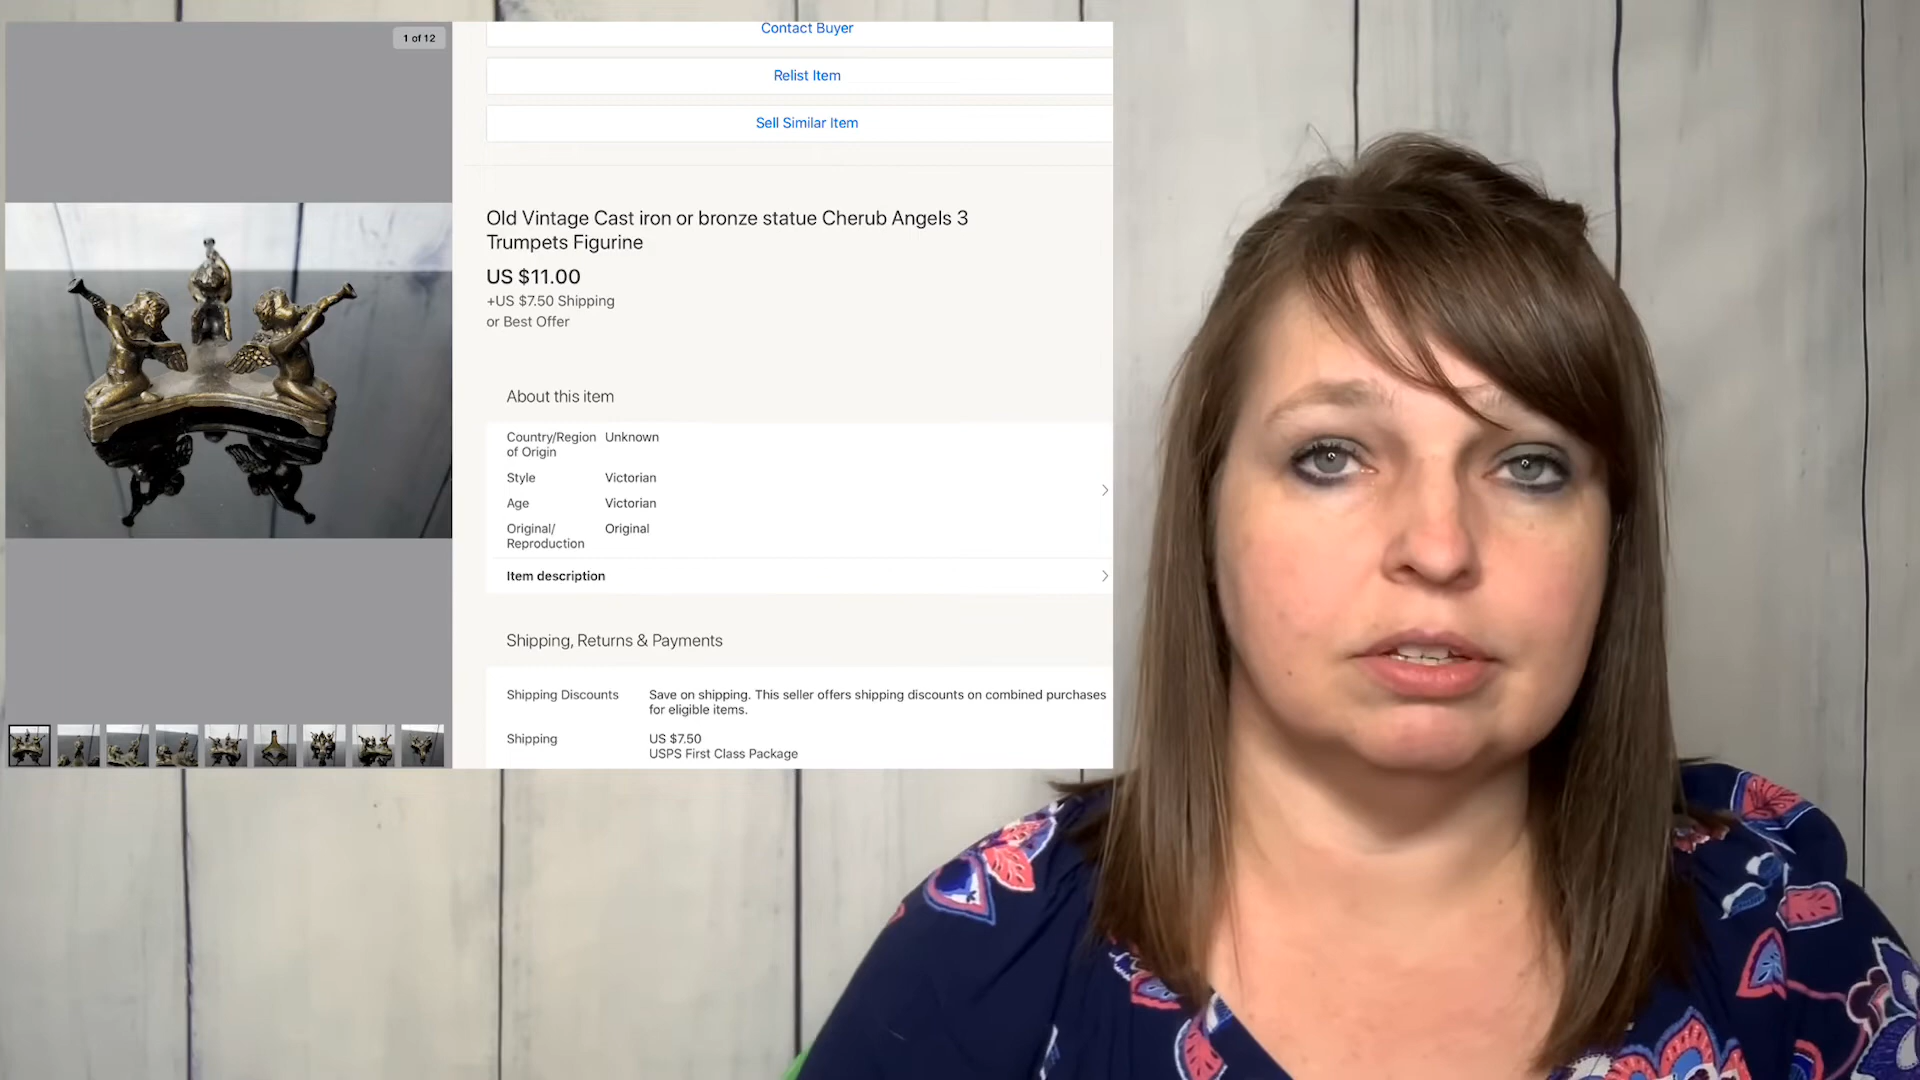 1 of 12
Contact Buyer
Relist Item
Sell Similar Item
Old Vintage Cast iron or bronze statue Cherub Angels 3
Trumpets Figurine
US $11.00
+US $7.50 Shipping
or Best Offer
About this item
Country/Region
of Origin
Unknown
Style Victorian
Age Victorian
Original/
Reproduction
Original
Item description
Shipping, Returns & Payments
Shipping Discounts
Save on shipping. This seller offers shipping discounts on combined purchases
for eligible items.
Shipping
US $7.50
USPS First Class Package